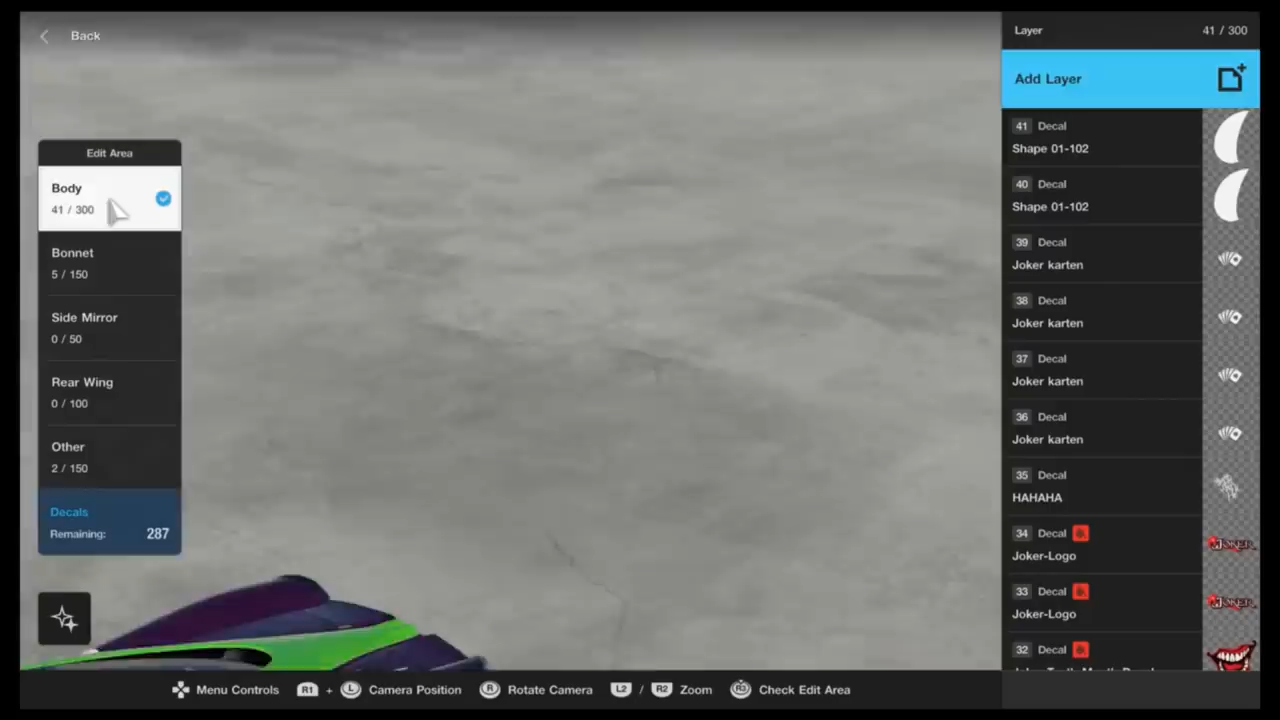 Back
Layer 41 / 300
Add Layer
Edit Area
Body
41 / 300
Bonnet
5 / 150
Side Mirror
0 / 50
Rear Wing
0 / 100
Other
2 / 150
Decals
Remaining: 287
41 Decal
Shape 01-102
40 Decal
Shape 01-102
39 Decal
Joker karten
38 Decal
Joker karten
37 Decal
Joker karten
36 Decal
Joker karten
35 Decal
HAHAHA
34 Decal
Joker-Logo
JOKER
33 Decal
Joker-Logo
JOKER
32 Decal
Menu Controls R1 + L Camera Position R Rotate Camera L2 / R2 Zoom R3 Check Edit Area